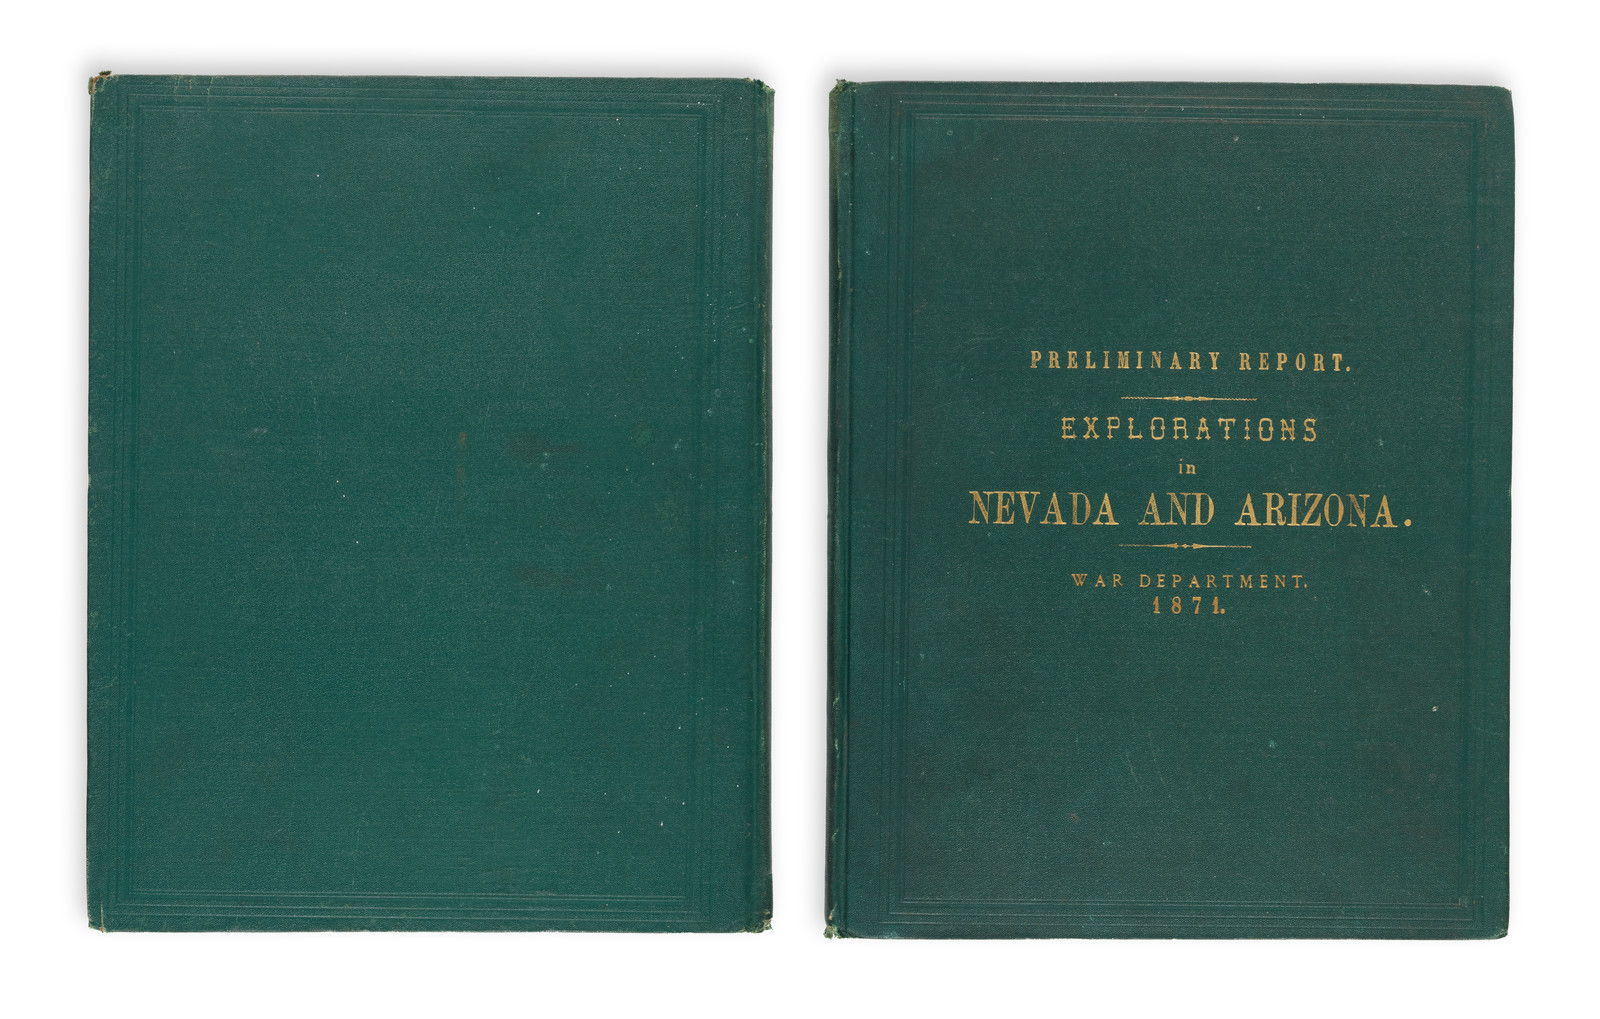 PRELIMINARY REPORT.
EXPLORATIONS
in
NEVADA AND ARIZONA.
WAR DEPARTMENT.
1871.